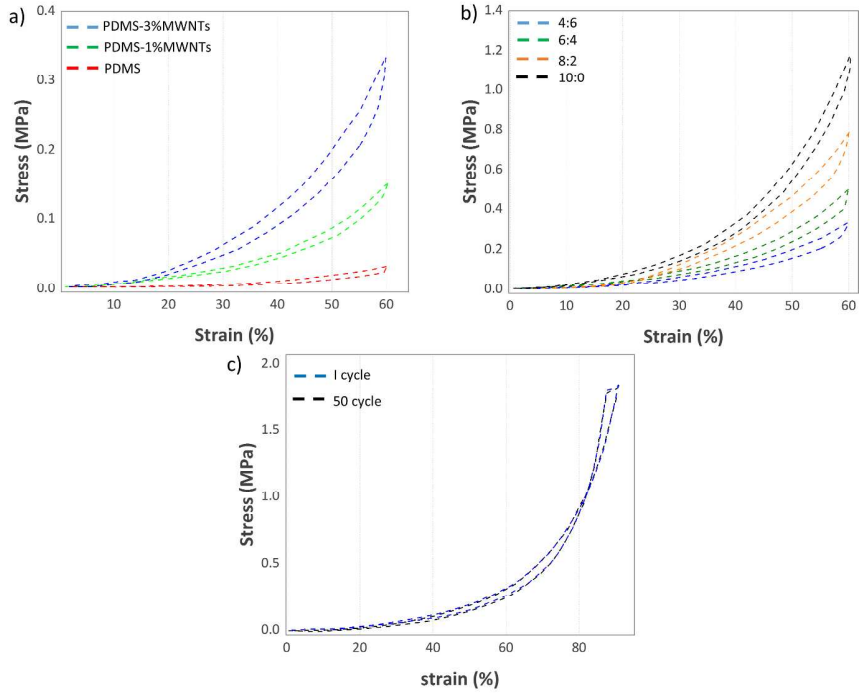 a)
PDMS-3%MWNTs
PDMS-1%MWNTs
PDMS
0.4
0.3
0.2
0.1
0.0
Stress (MPa)
10 20 30 40 50 60
Strain (%)
b)
4:6
6:4
8:2
10:0
1.4
1.2
1.0
0.8
0.6
0.4
0.2
0.0
Stress (MPa)
0 10 20 30 40 50 60
Strain (%)
c)
I cycle
50 cycle
2.0
1.5
1.0
0.5
0.0
Stress (MPa)
0 20 40 60 80
strain (%)